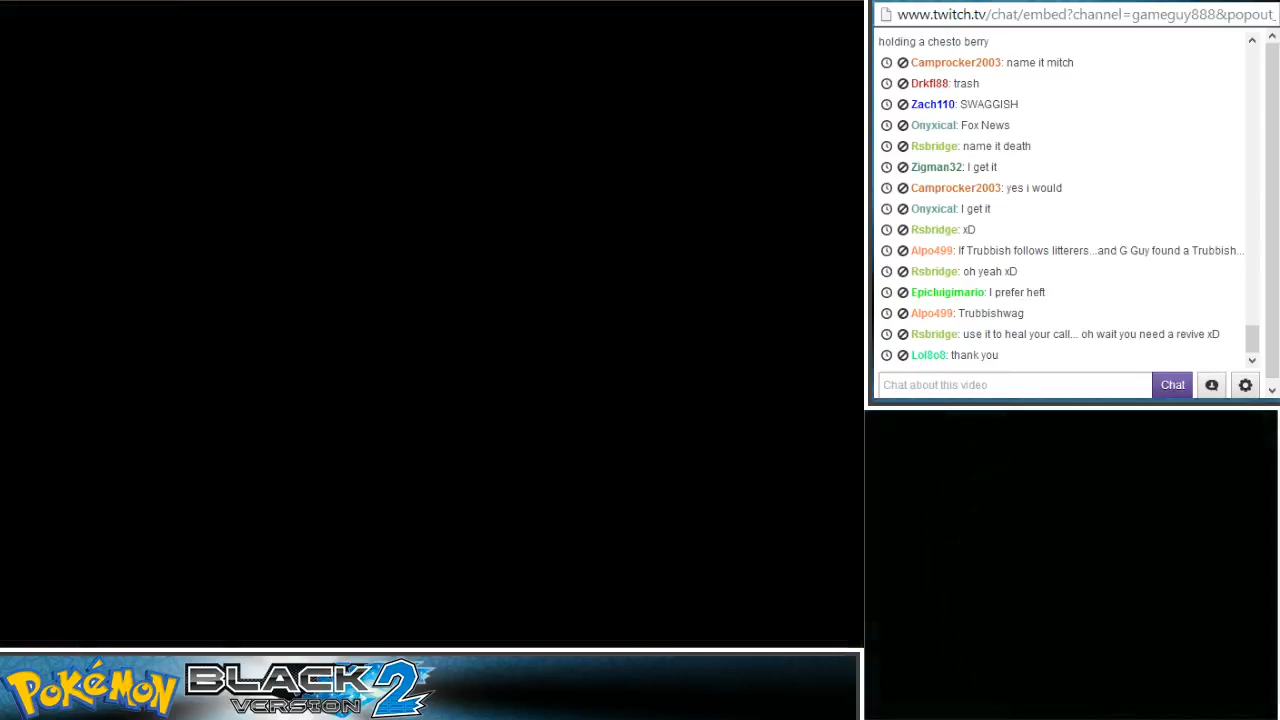 www.twitch.tv/chat/embed?channel=gameguy888&popout_
holding a chesto berry
Camprocker2003: name it mitch
Drkfl88: trash
Zach110: SWAGGISH
Onyxical: Fox News
Rsbridge: name it death
Zigman32: I get it
Camprocker2003: yes i would
Onyxical: I get it
Rsbridge: xD
Alpo499: If Trubbish follows litterers...and G Guy found a Trubbish...
Rsbridge: oh yeah xD
Epicluigimario: I prefer heft
Alpo499: Trubbishwag
Rsbridge: use it to heal your call... oh wait you need a revive xD
Lol8o8: thank you
Chat about this video
Chat
POKéMON
BLACK 2
VERSION